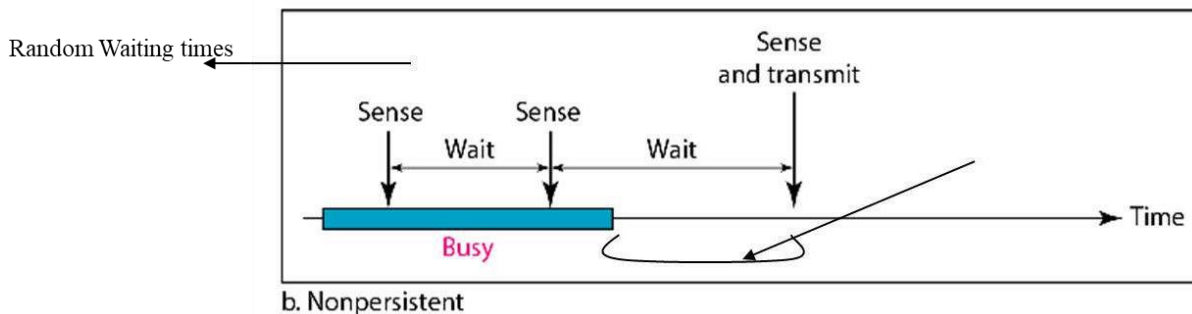 Random Waiting times
Sense
and transmit
Sense
Sense
Wait
Wait
Time
Busy
b. Nonpersistent